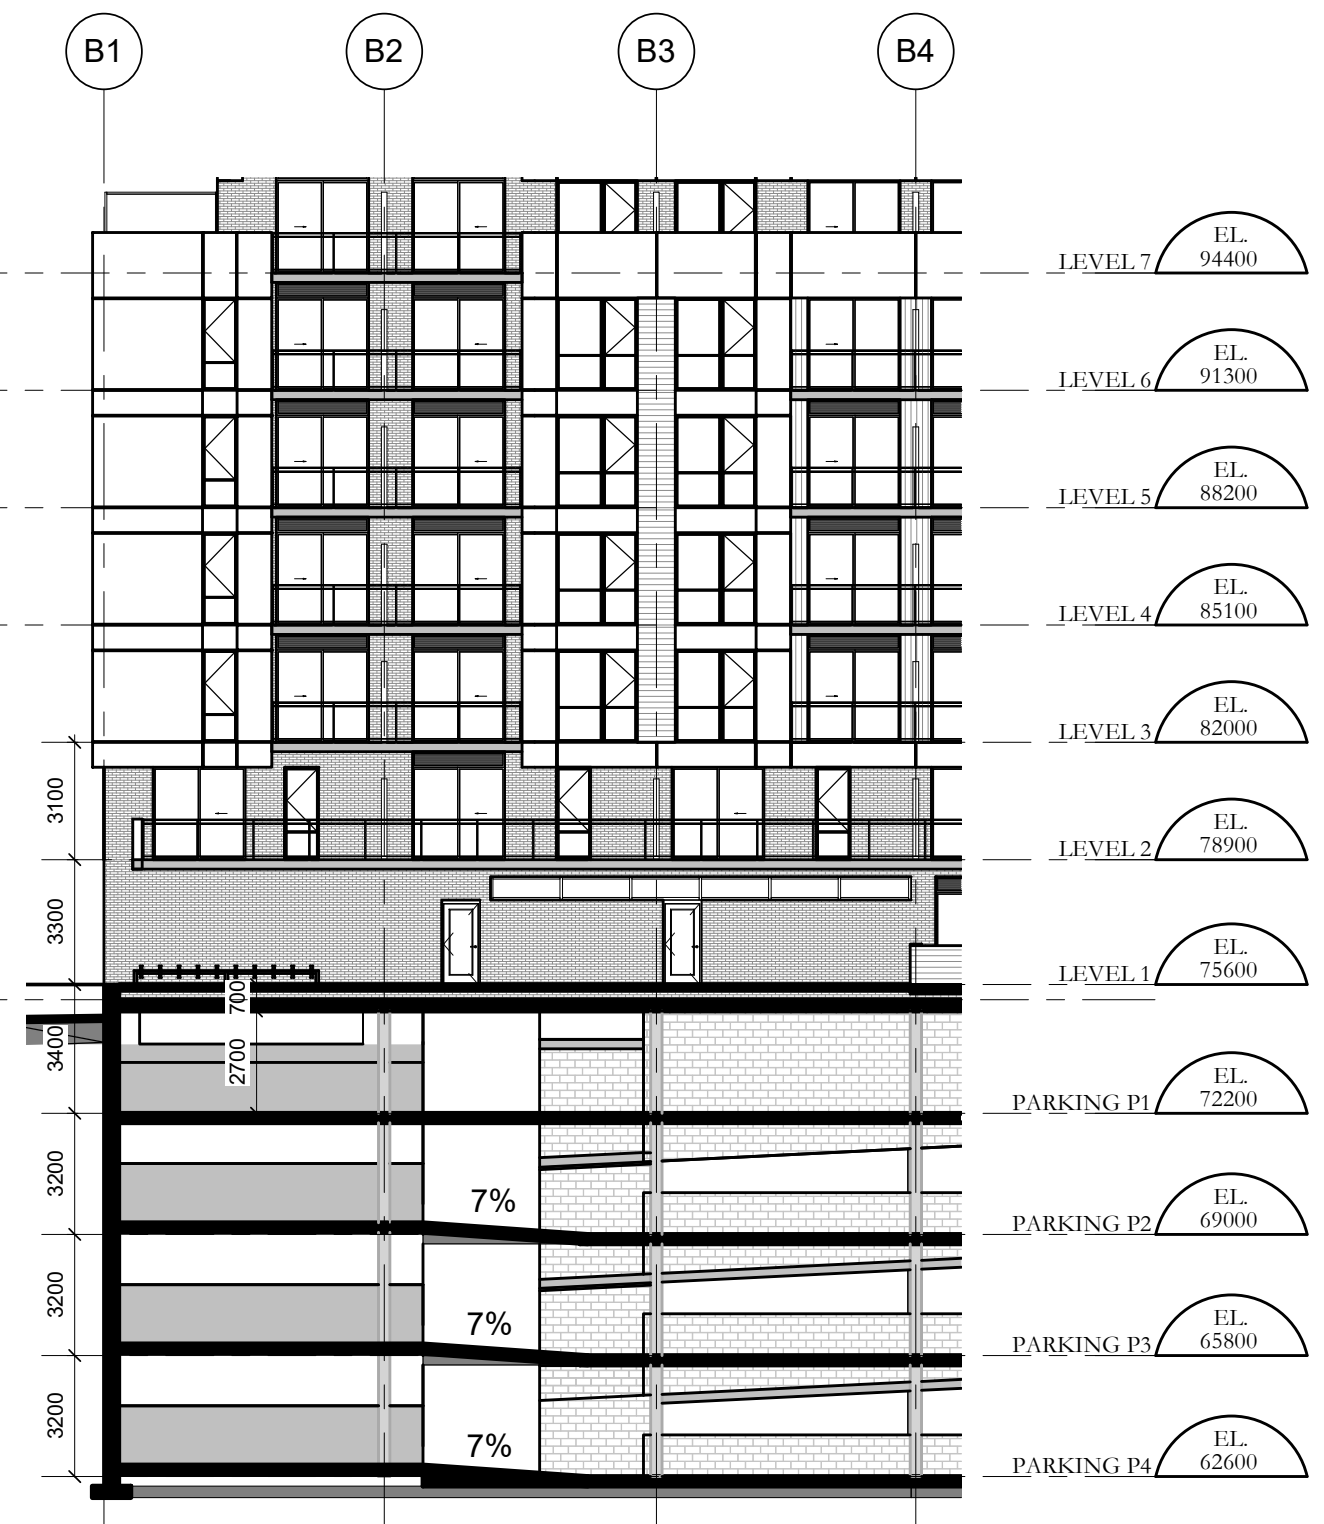 B1 B2 B3 B4
LEVEL 7
EL.
94400
LEVEL 6
EL.
91300
LEVEL 5
EL.
88200
LEVEL 4
EL.
85100
LEVEL 3
EL.
82000
3100
LEVEL 2
EL.
78900
3300
LEVEL 1
EL.
75600
700
3400
2700
PARKING P1
EL.
72200
3200
7%
PARKING P2
EL.
69000
3200
7%
PARKING P3
EL.
65800
3200
7%
PARKING P4
EL.
62600